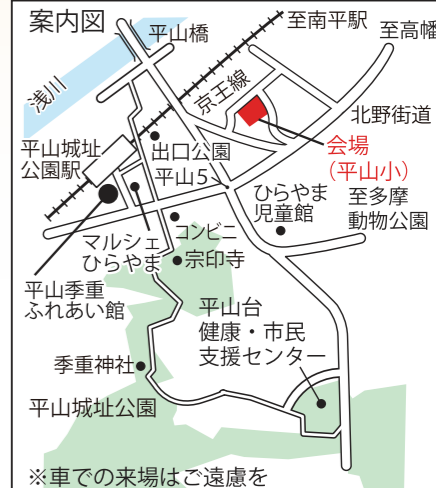 案内図
平山橋
至南平駅
至高幡
浅川
京王線
北野街道
平山城址
公園駅
出口公園
会場
(平山小)
平山5
ひらやま
児童館
至多摩
動物公園
マルシェ
ひらやま
コンビニ
宗印寺
平山季重
ふれあい館
平山台
健康・市民
支援センター
季重神社
平山城址公園
※車での来場はご遠慮を